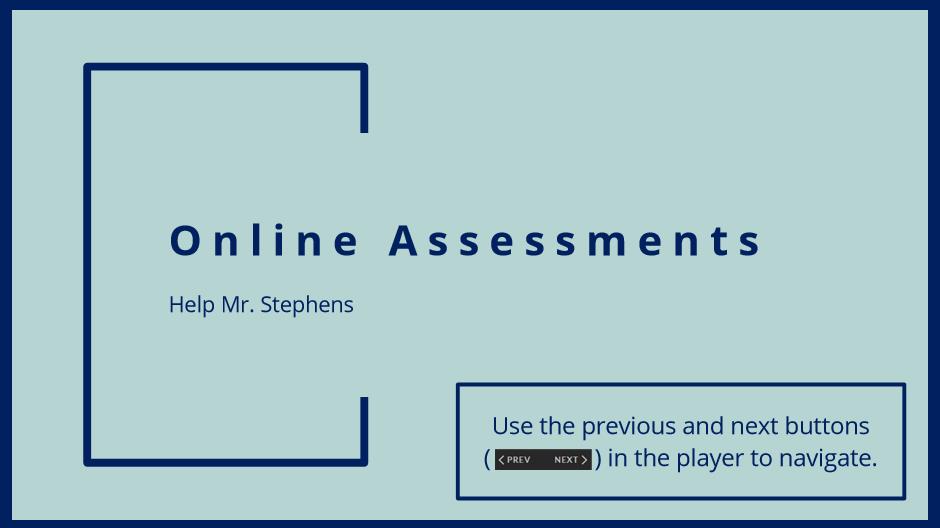 Online Assessments
Help Mr. Stephens
Use the previous and next buttons
( PREV NEXT ) in the player to navigate.